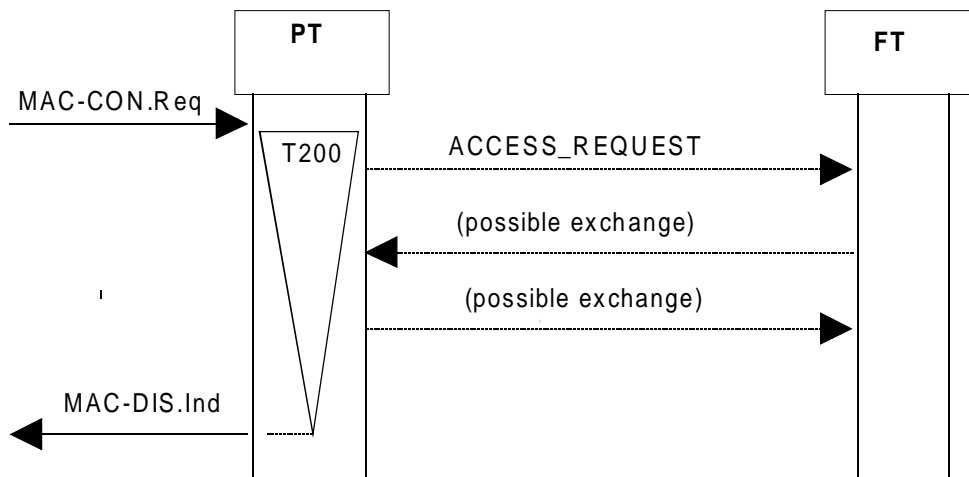 PT
FT
MAC-CON.Req
T200
ACCESS_REQUEST
(possible exchange)
(possible exchange)
MAC-DIS.Ind